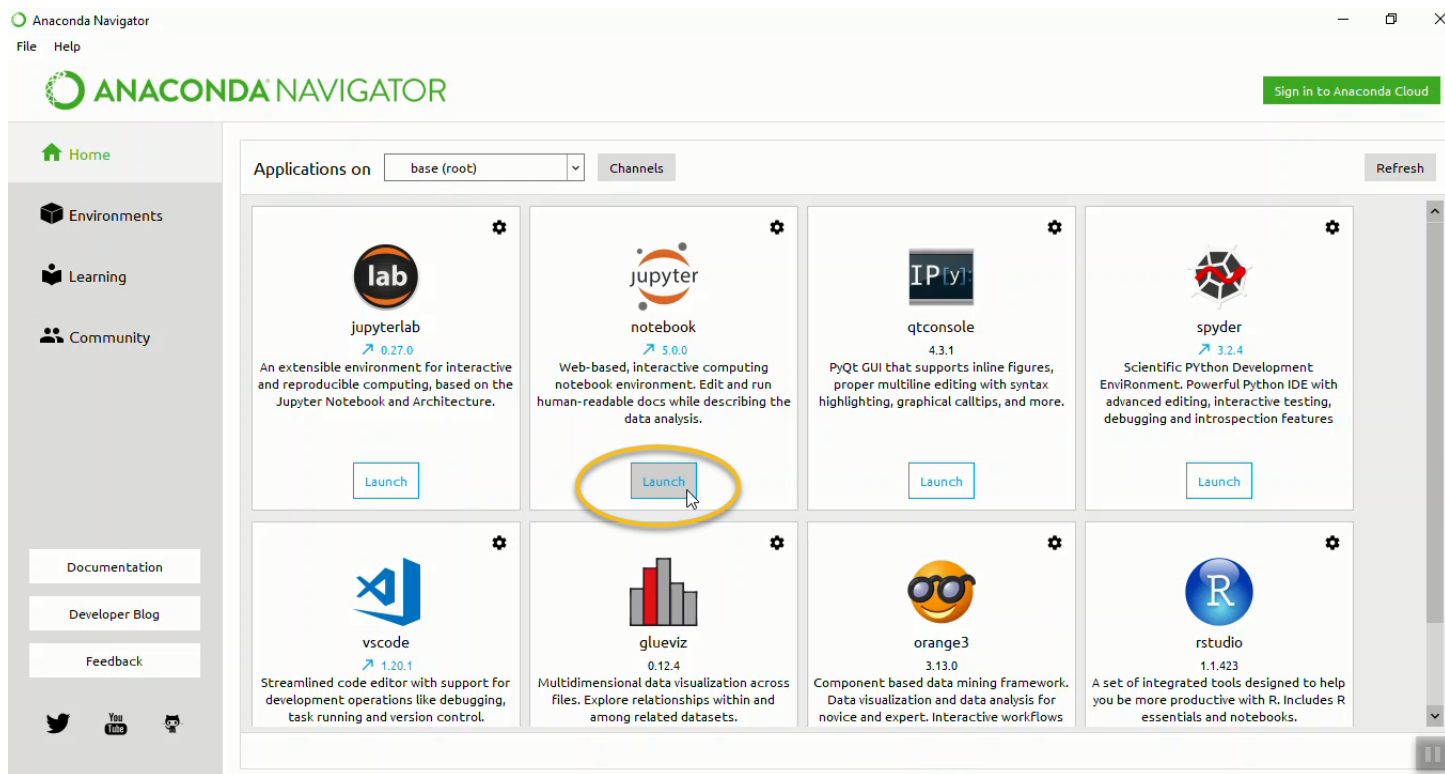 Anaconda Navigator
File Help
ANACONDA NAVIGATOR
Sign in to Anaconda Cloud
Home
Environments
Learning
Community
Documentation
Developer Blog
Feedback
You
Tube
Applications on base (root) Channels Refresh
lab
jupyterlab
0.27.0
An extensible environment for interactive
and reproducible computing, based on the
Jupyter Notebook and Architecture.
Launch
jupyter
notebook
5.0.0
Web-based, interactive computing
notebook environment. Edit and run
human-readable docs while describing the
data analysis.
Launch
IP[y]:
qtconsole
4.3.1
PyQt GUI that supports inline figures,
proper multiline editing with syntax
highlighting, graphical calltips, and more.
Launch
spyder
3.2.4
Scientific PYthon Development
EnviRonment. Powerful Python IDE with
advanced editing, interactive testing,
debugging and introspection features
Launch
vscode
1.20.1
Streamlined code editor with support for
development operations like debugging,
task running and version control.
glueviz
0.12.4
Multidimensional data visualization across
files. Explore relationships within and
among related datasets.
orange3
3.13.0
Component based data mining framework.
Data visualization and data analysis for
novice and expert. Interactive workflows
R
rstudio
1.1.423
A set of integrated tools designed to help
you be more productive with R. Includes R
essentials and notebooks.